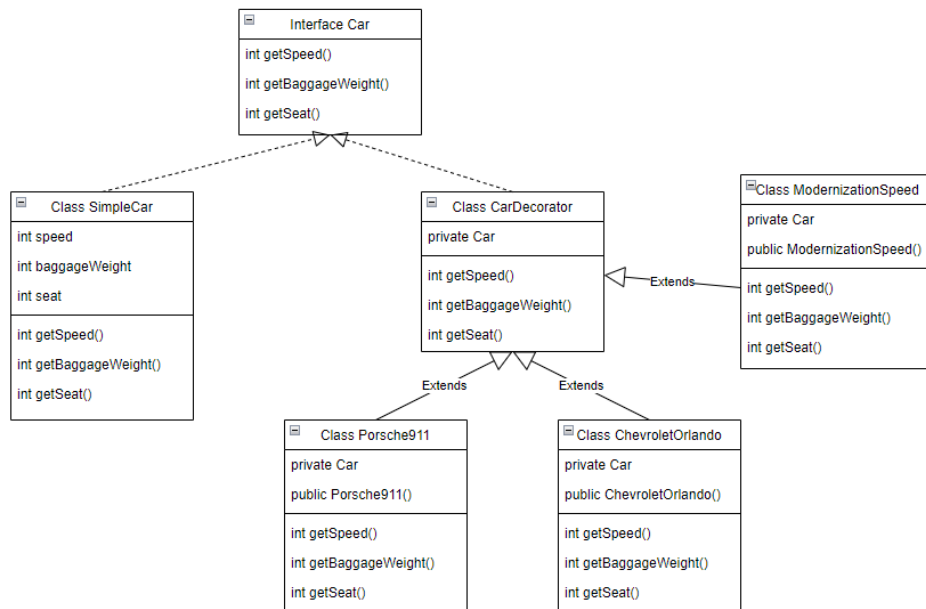 Interface Car
int getSpeed()
int getBaggageWeight()
int getSeat()
Class SimpleCar
int speed
int baggageWeight
int seat
int getSpeed()
int getBaggageWeight()
int getSeat()
Class CarDecorator
private Car
int getSpeed()
int getBaggageWeight()
int getSeat()
Class ModernizationSpeed
private Car
public ModernizationSpeed()
int getSpeed()
int getBaggageWeight()
int getSeat()
Extends
Extends
Extends
Class Porsche911
private Car
public Porsche911()
int getSpeed()
int getBaggageWeight()
int getSeat()
Class ChevroletOrlando
private Car
public ChevroletOrlando()
int getSpeed()
int getBaggageWeight()
int getSeat()